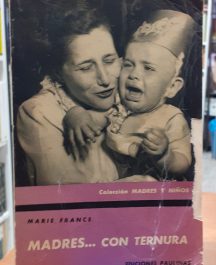 Colección MADRES Y NIÑOS
MARIE FRANCE
MADRES... CON TERNURA
EDICIONES PAULINAS